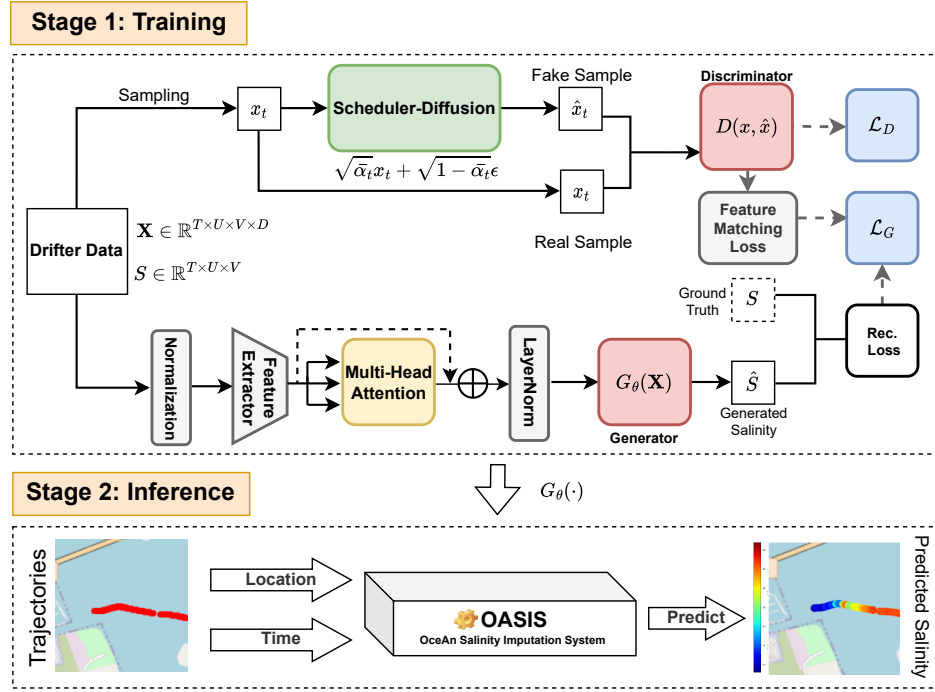 Stage 1: Training
Sampling
x_t
Scheduler-Diffusion
Fake Sample
x̂_t
Discriminator
D(x, x̂)
ℒ_D
√ᾱ_t x_t + √1 − ᾱ_t ϵ
x_t
Real Sample
Feature
Matching
Loss
ℒ_G
Drifter Data
X ∈ ℝ^{T×U×V×D}
S ∈ ℝ^{T×U×V}
Ground
Truth
S
Rec.
Loss
Normalization
Feature
Extractor
Multi-Head
Attention
LayerNorm
G_θ(X)
Generator
Ŝ
Generated
Salinity
Stage 2: Inference
G_θ(·)
Trajectories
Location
Time
OASIS
OceAn Salinity Imputation System
Predict
Predicted Salinity